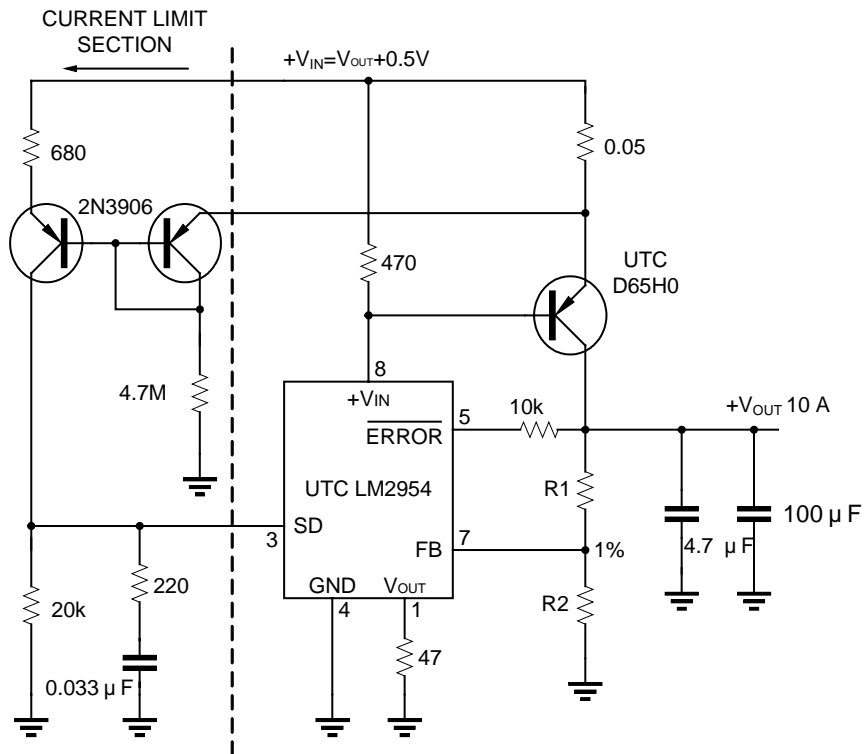 CURRENT LIMIT
SECTION
+VIN=VOUT+0.5V
680
0.05
2N3906
470
UTC
D65H0
4.7M
8
+VIN
5
10k
+VOUT 10 A
ERROR
R1
UTC LM2954
100 µF
SD
3
7
FB
1%
4.7 µF
220
GND
VOUT
R2
20k
4
1
47
0.033 µF